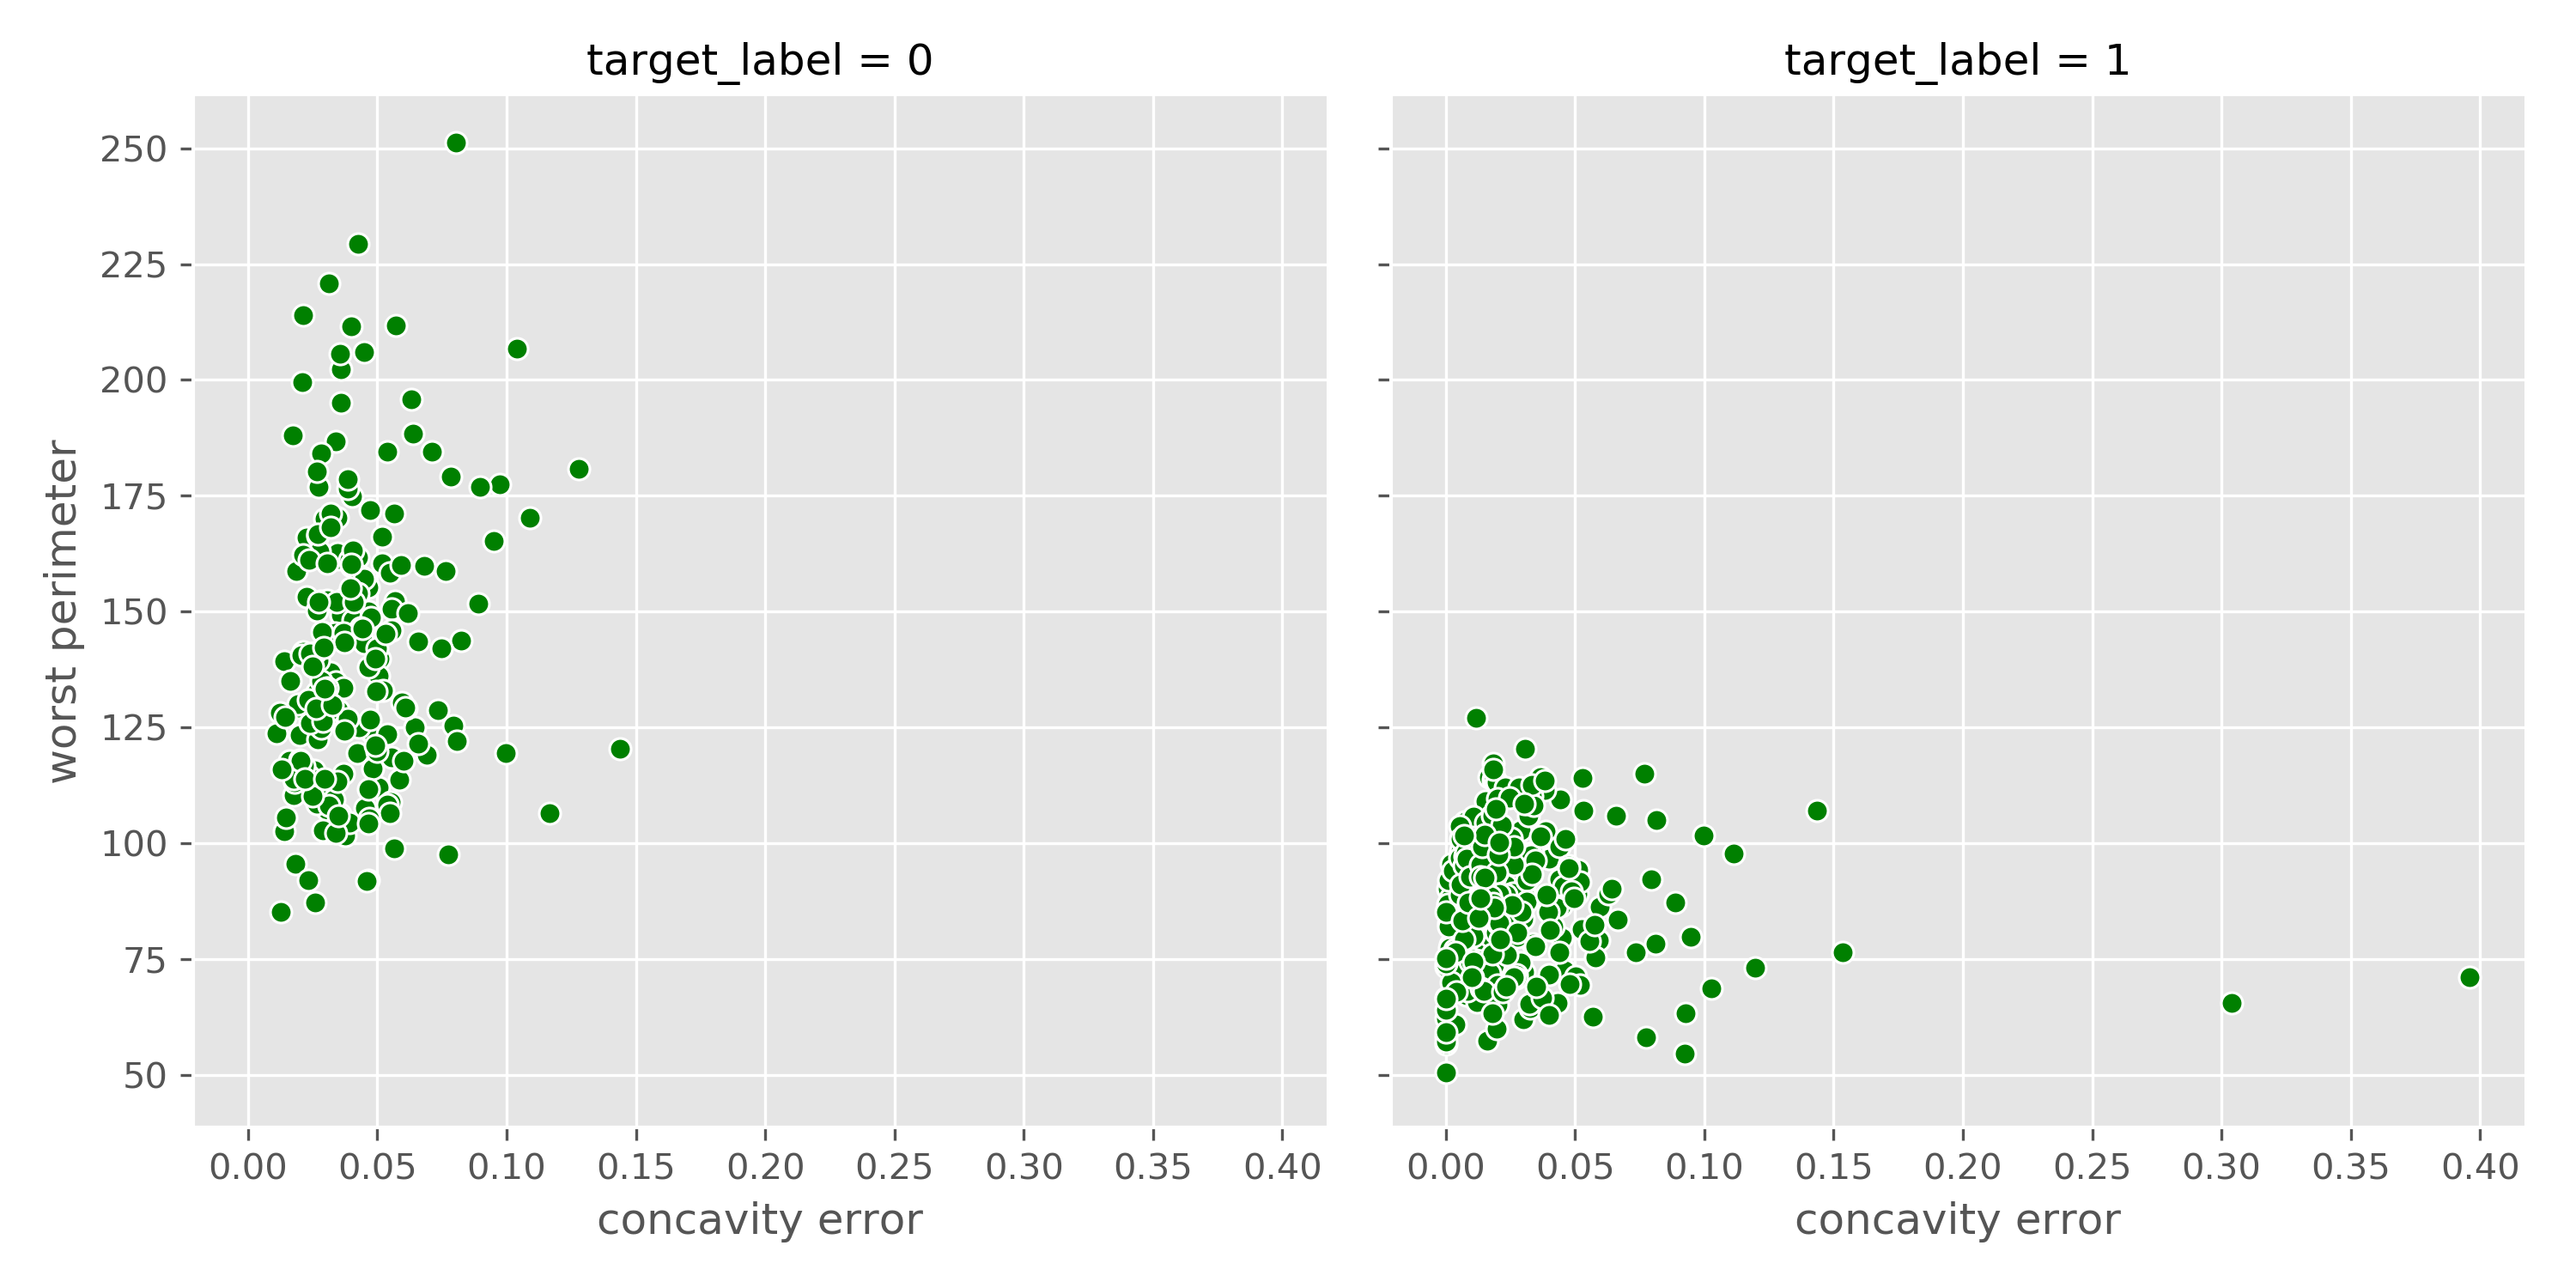 target_label = 0
target_label = 1
worst perimeter
250
225
200
175
150
125
100
75
50
0.00 0.05 0.10 0.15 0.20 0.25 0.30 0.35 0.40
0.00 0.05 0.10 0.15 0.20 0.25 0.30 0.35 0.40
concavity error
concavity error